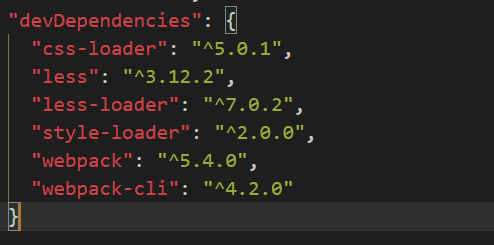 "devDependencies": {
"css-loader": "^5.0.1",
"less": "^3.12.2",
"less-loader": "^7.0.2",
"style-loader": "^2.0.0",
"webpack": "^5.4.0",
"webpack-cli": "^4.2.0"
}